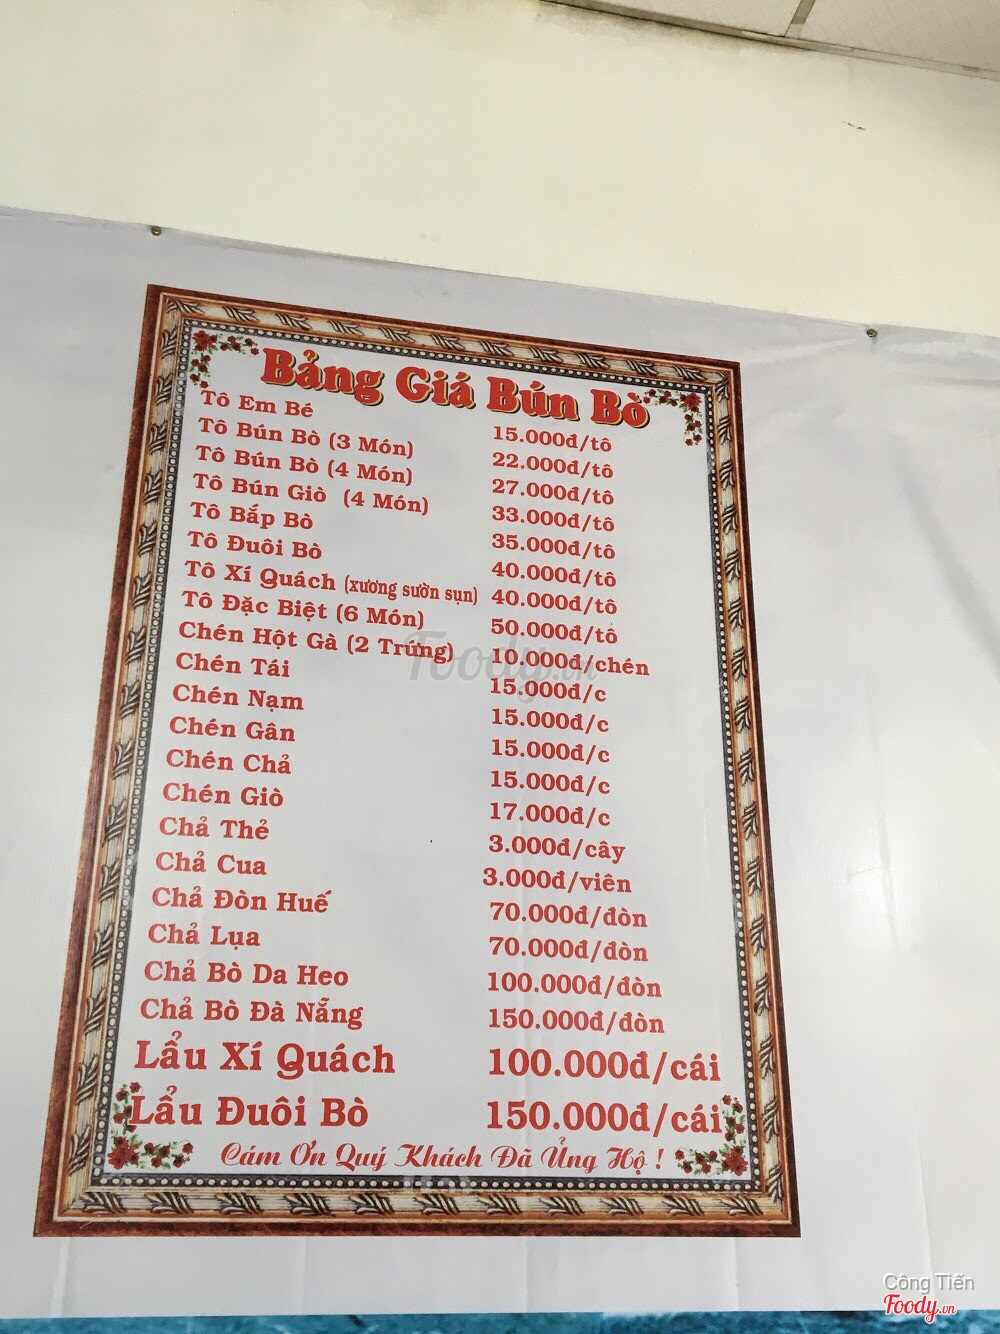 Bảng Giá Bún Bò
Tô Em Bé 15.000đ/tô
Tô Bún Bò (3 Món) 22.000đ/tô
Tô Bún Bò (4 Món) 27.000đ/tô
Tô Bún Giò (4 Món) 33.000đ/tô
Tô Bắp Bò 35.000đ/tô
Tô Đuôi Bò 40.000đ/tô
Tô Xí Quách (xương sườn sụn) 40.000đ/tô
Tô Đặc Biệt (6 Món) 50.000đ/tô
Chén Hột Gà (2 Trứng) 10.000đ/chén
Chén Tái 15.000đ/c
Chén Nạm 15.000đ/c
Chén Gân 15.000đ/c
Chén Chả 15.000đ/c
Chén Giò 17.000đ/c
Chả Thẻ 3.000đ/cây
Chả Cua 3.000đ/viên
Chả Đòn Huế 70.000đ/đòn
Chả Lụa 70.000đ/đòn
Chả Bò Da Heo 100.000đ/đòn
Chả Bò Đà Nẵng 150.000đ/đòn
Lẩu Xí Quách 100.000đ/cái
Lẩu Đuôi Bò 150.000đ/cái
Cám Ơn Quý Khách Đã Ủng Hộ !
Foody.vn
Công Tiến
Foody.vn